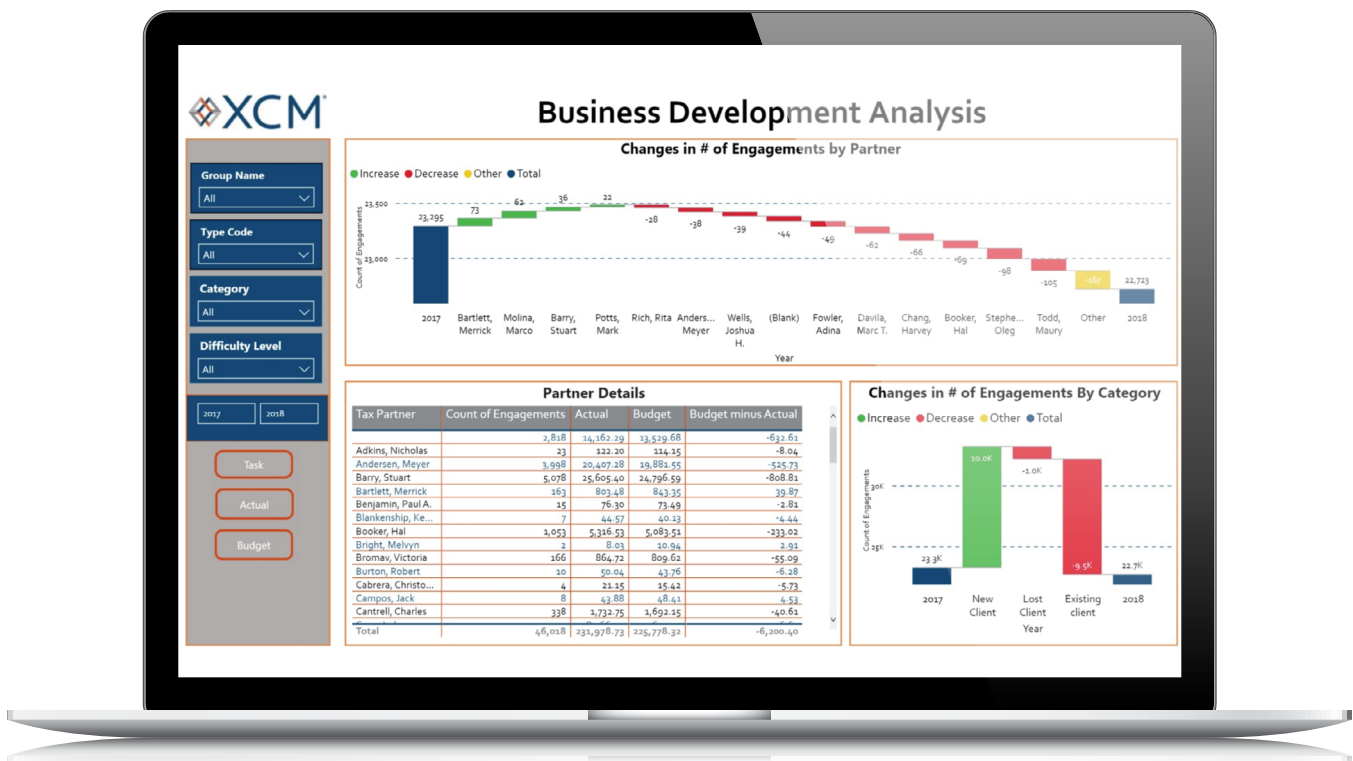 XCM
Business Development Analysis
Group Name
All
Type Code
All
Category
All
Difficulty Level
All
2017 2018
Task
Actual
Budget
Changes in # of Engagements by Partner
Increase Decrease Other Total
Count of Engagements
23,500
23,000
23,295 73 62 36 22 -28 -38 -39 -44 -49 -62 -66 -69 -98 -105 -187 22,723
2017 Bartlett, Molina, Barry, Potts, Rich, Rita Anders... Wells, (Blank) Fowler, Davila, Chang, Booker, Stephe... Todd, Other 2018
Merrick Marco Stuart Mark Meyer Joshua Adina Marc T. Harvey Hal Oleg Maury
H.
Year
Partner Details
Tax Partner Count of Engagements Actual Budget Budget minus Actual
2,818 14,162.29 13,529.68 -632.61
Adkins, Nicholas 23 122.20 114.15 -8.04
Andersen, Meyer 3,998 20,407.28 19,881.55 -525.73
Barry, Stuart 5,078 25,605.40 24,796.59 -808.81
Bartlett, Merrick 163 803.48 843.35 39.87
Benjamin, Paul A. 15 76.30 73.49 -2.81
Blankenship, Ke... 7 44.57 40.13 -4.44
Booker, Hal 1,053 5,316.53 5,083.51 -233.02
Bright, Melvyn 2 8.03 10.94 2.91
Bromav, Victoria 166 864.72 809.62 -55.09
Burton, Robert 10 50.04 43.76 -6.28
Cabrera, Christo... 4 21.15 15.42 -5.73
Campos, Jack 8 43.88 48.41 4.53
Cantrell, Charles 338 1,732.75 1,692.15 -40.61
Total 46,018 231,978.73 225,778.32 -6,200.40
Changes in # of Engagements By Category
Increase Decrease Other Total
Count of Engagements
30K
25K
23.3K 10.0K -1.0K -9.5K 22.7K
2017 New Lost Existing 2018
Client Client client
Year